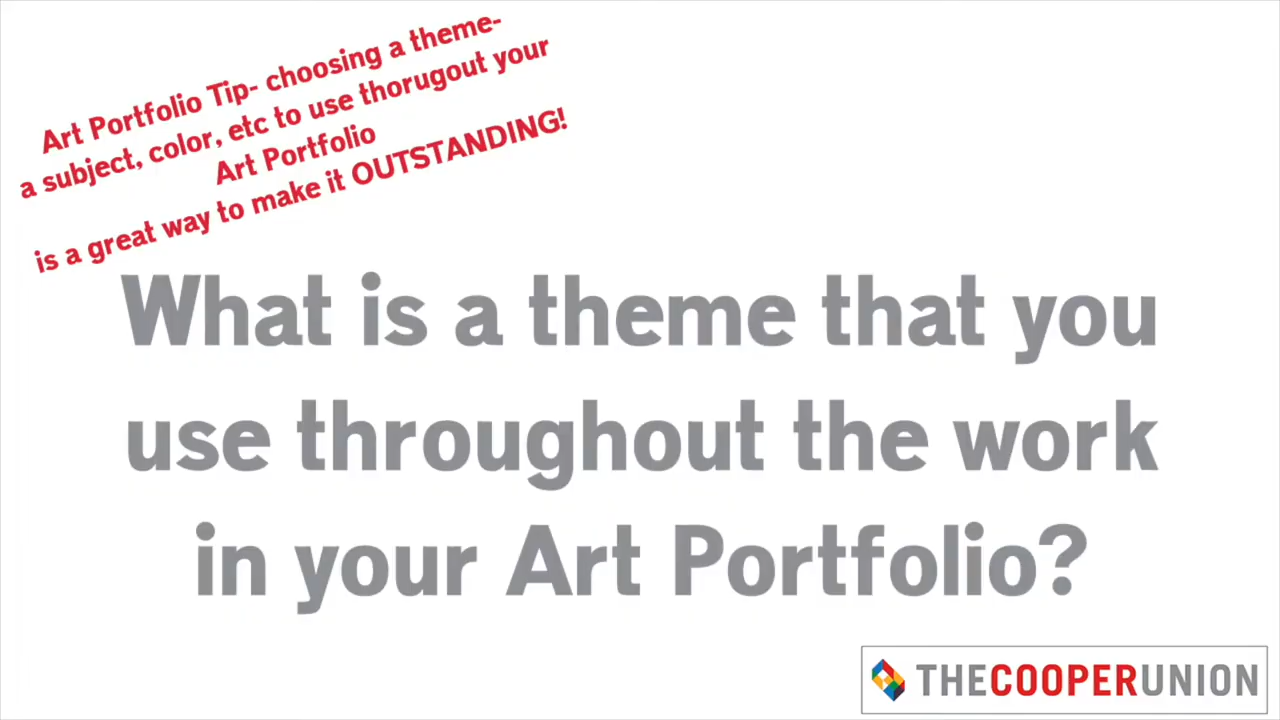 Art Portfolio Tip- choosing a theme-
a subject, color, etc to use thorugout your
Art Portfolio
is a great way to make it OUTSTANDING!
What is a theme that you
use throughout the work
in your Art Portfolio?
THECOOPERUNION